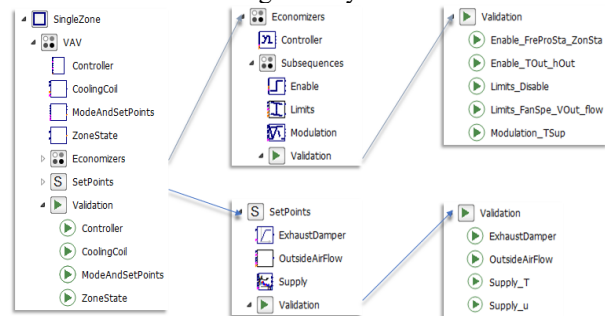 SingleZone
VAV
Controller
CoolingCoil
ModeAndSetPoints
ZoneState
Economizers
S SetPoints
Validation
Controller
CoolingCoil
ModeAndSetPoints
ZoneState
Economizers
Controller
Subsequences
Enable
Limits
Modulation
Validation
S SetPoints
ExhaustDamper
OutsideAirFlow
Supply
Validation
Validation
Enable_FreProSta_ZonSta
Enable_TOut_hOut
Limits_Disable
Limits_FanSpe_VOut_flow
Modulation_TSup
Validation
ExhaustDamper
OutsideAirFlow
Supply_T
Supply_u